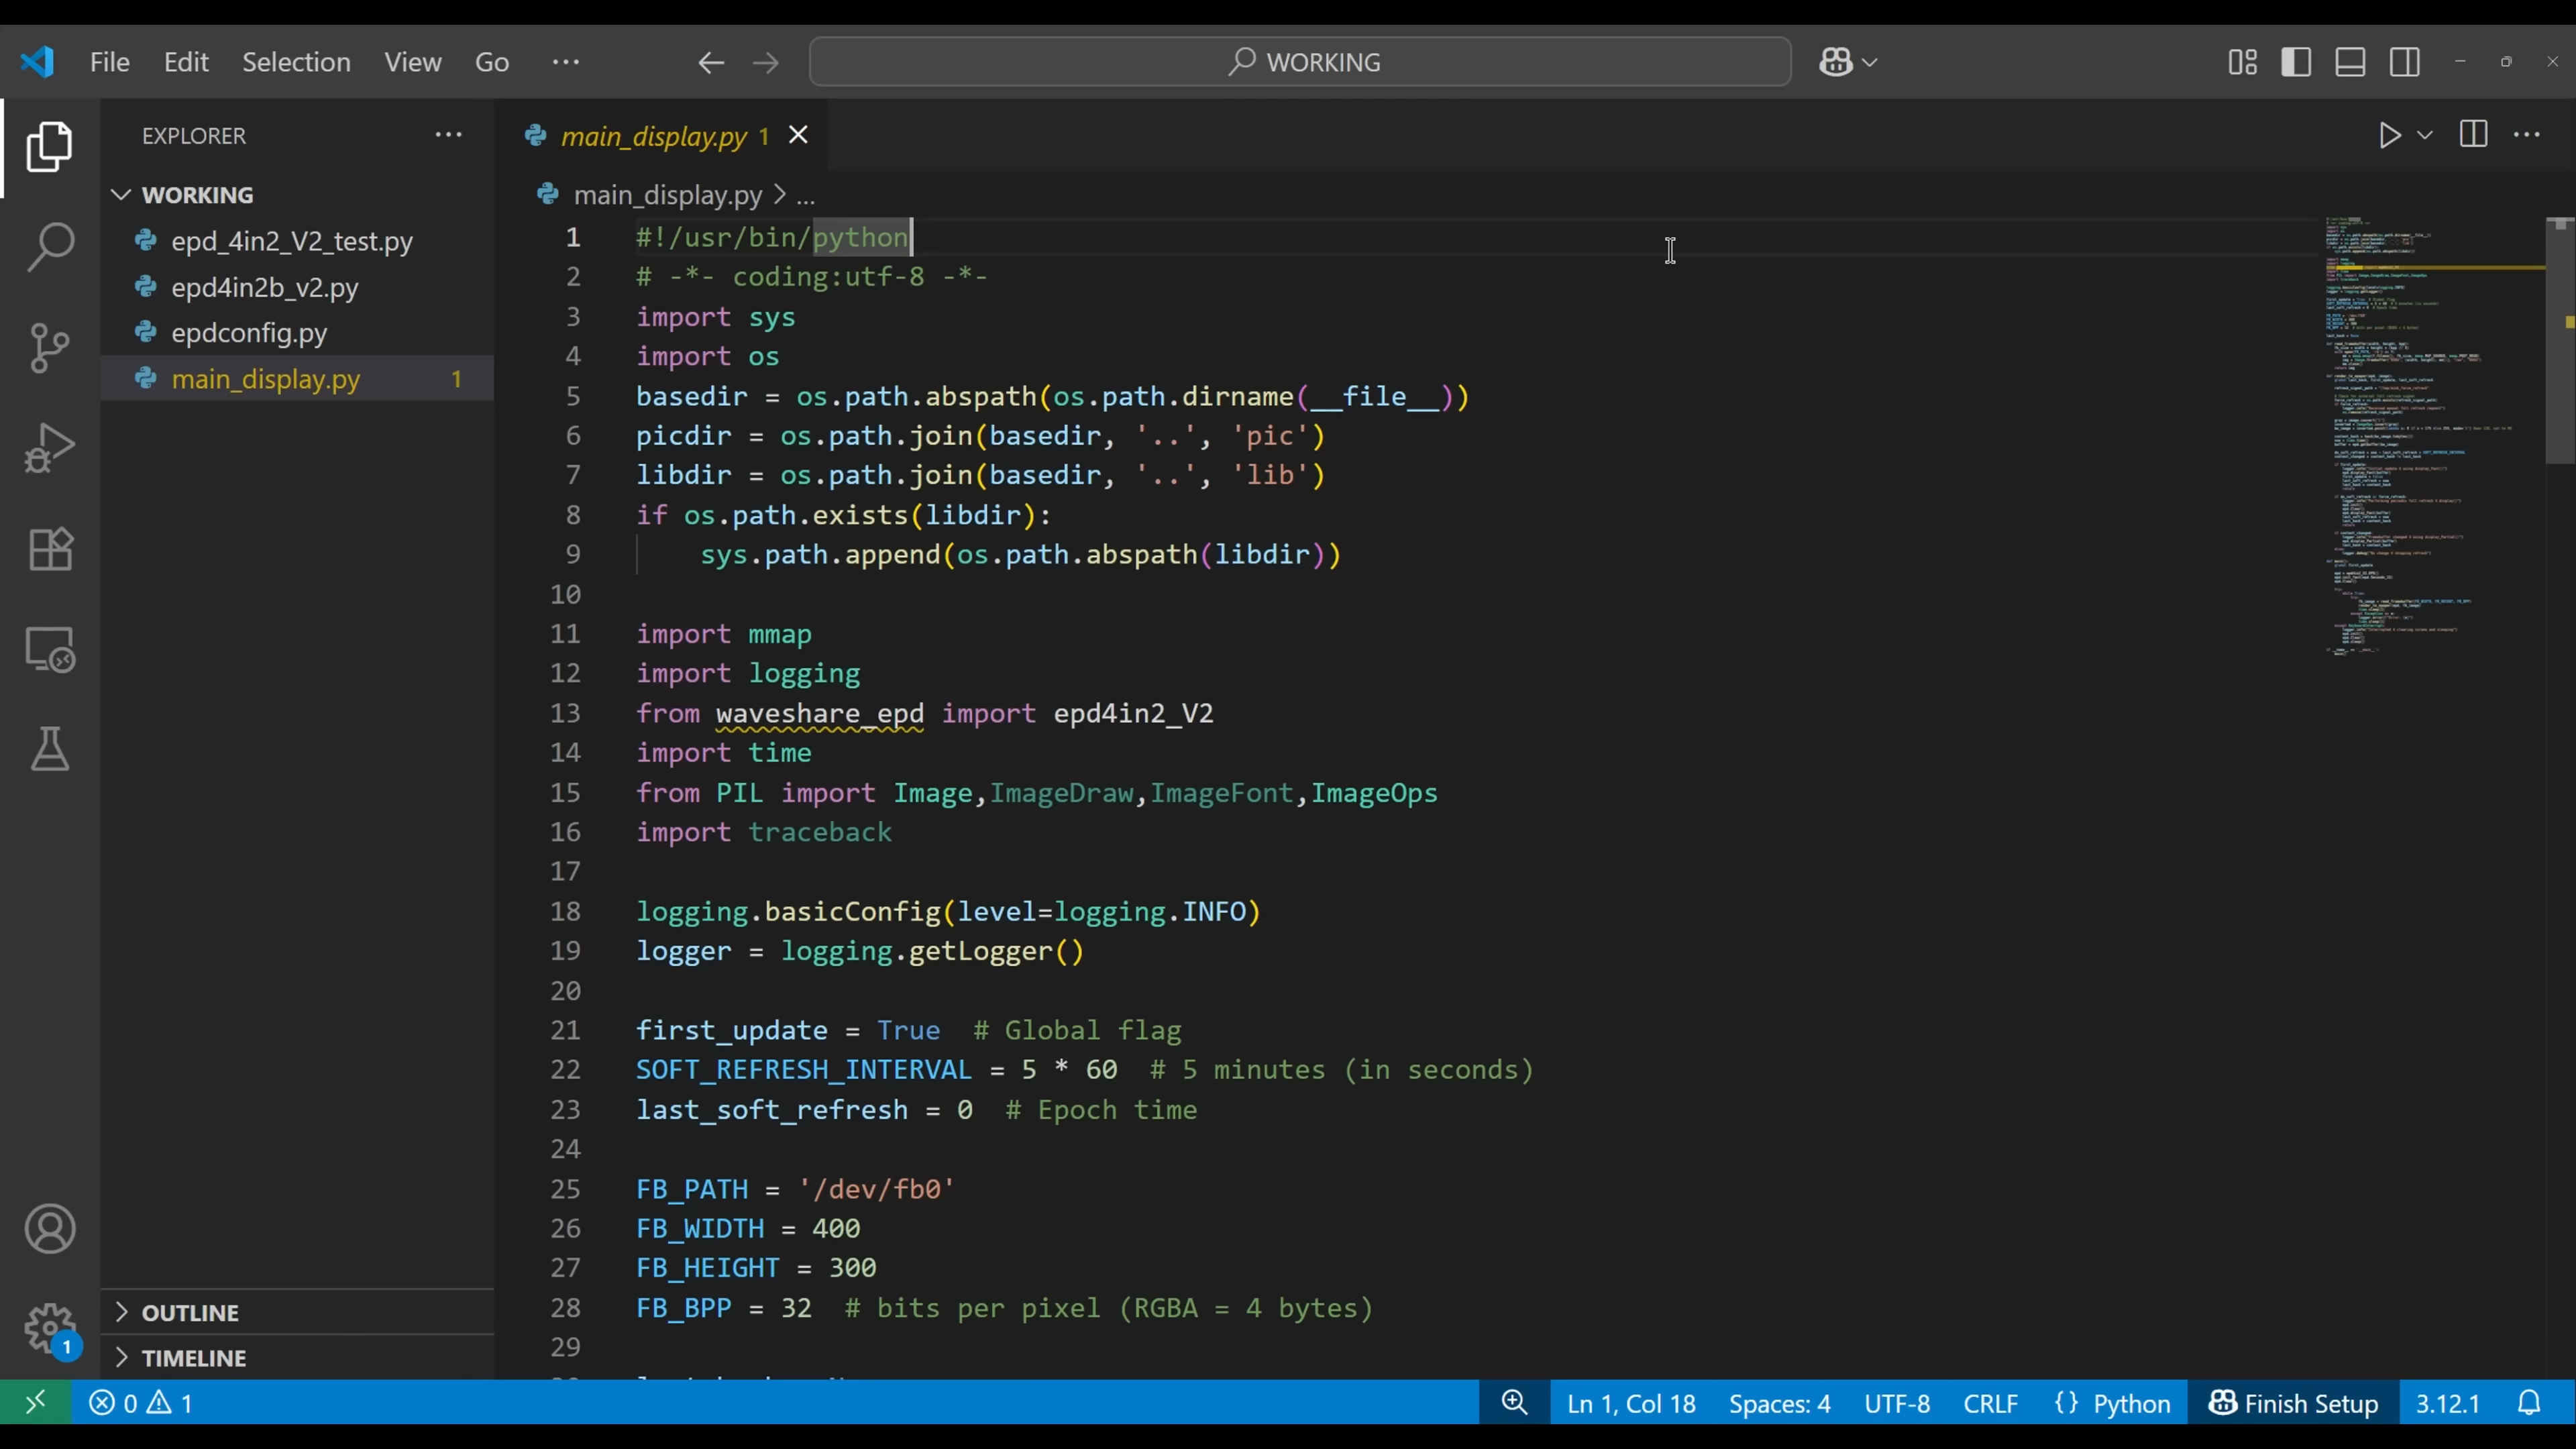 File Edit Selection View Go ···
WORKING
EXPLORER ···
WORKING
epd_4in2_V2_test.py
epd4in2b_v2.py
epdconfig.py
main_display.py 1
OUTLINE
TIMELINE
main_display.py 1
main_display.py > ...
1 #!/usr/bin/python
2 # -*- coding:utf-8 -*-
3 import sys
4 import os
5 basedir = os.path.abspath(os.path.dirname(__file__))
6 picdir = os.path.join(basedir, '..', 'pic')
7 libdir = os.path.join(basedir, '..', 'lib')
8 if os.path.exists(libdir):
9     sys.path.append(os.path.abspath(libdir))
10
11 import mmap
12 import logging
13 from waveshare_epd import epd4in2_V2
14 import time
15 from PIL import Image,ImageDraw,ImageFont,ImageOps
16 import traceback
17
18 logging.basicConfig(level=logging.INFO)
19 logger = logging.getLogger()
20
21 first_update = True  # Global flag
22 SOFT_REFRESH_INTERVAL = 5 * 60  # 5 minutes (in seconds)
23 last_soft_refresh = 0  # Epoch time
24
25 FB_PATH = '/dev/fb0'
26 FB_WIDTH = 400
27 FB_HEIGHT = 300
28 FB_BPP = 32  # bits per pixel (RGBA = 4 bytes)
29
1
0 1
Ln 1, Col 18 Spaces: 4 UTF-8 CRLF {} Python Finish Setup 3.12.1